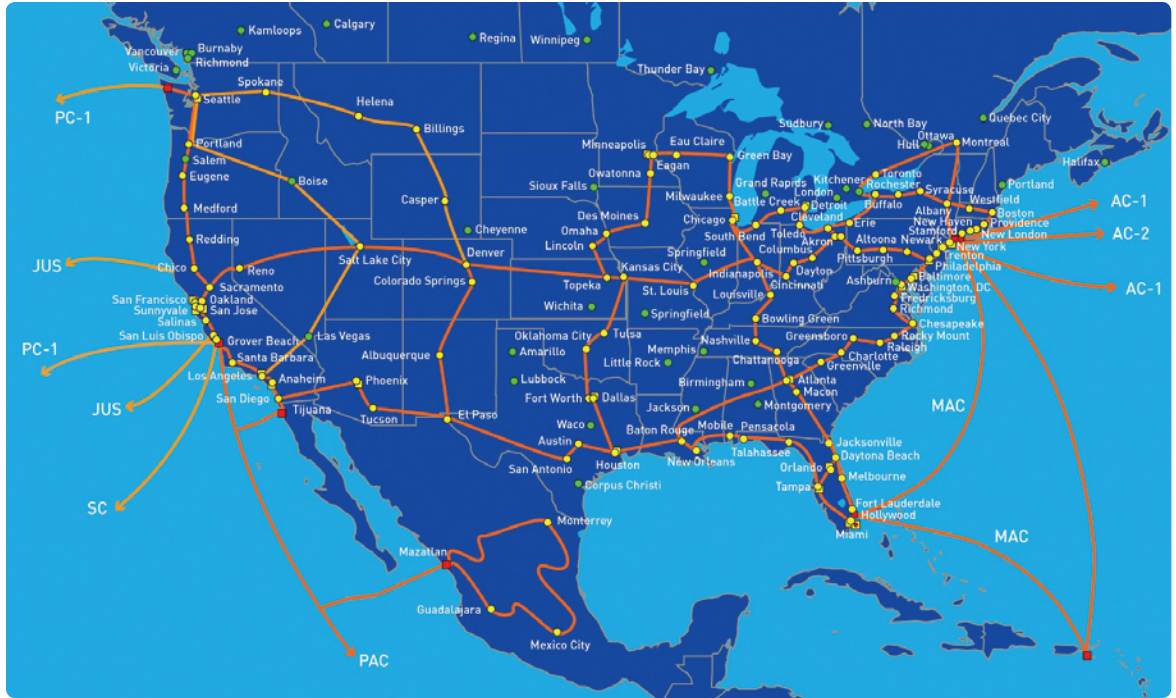 Calgary
Kamloops
Regina
Winnipeg
Vancouver
Burnaby
Richmond
Victoria
Thunder Bay
Spokane
Seattle
PC-1
Helena
Billings
Sudbury
North Bay
Quebec City
Ottawa
Hull
Montreal
Halifax
Portland
Salem
Eugene
Boise
Minneapolis
Eau Claire
Eagan
Green Bay
Owatonna
Sioux Falls
Grand Rapids
Kitchener
London
Toronto
Rochester
Syracuse
Westfield
Portland
Medford
Casper
Milwaukee
Battle Creek
Detroit
Buffalo
Albany
Boston
AC-1
Chicago
Cleveland
Erie
New Haven
Providence
Stamford
New London
AC-2
Des Moines
Lincoln
Omaha
South Bend
Toledo
Akron
Altoona
Newark
New York
Redding
Cheyenne
Salt Lake City
Denver
Columbus
Pittsburgh
Trenton
Philadelphia
JUS
Chico
Reno
Colorado Springs
Kansas City
Topeka
Springfield
Indianapolis
Dayton
Cincinnati
Ashburn
Baltimore
Washington, DC
AC-1
Sacramento
St. Louis
Louisville
Fredricksburg
Richmond
San Francisco
Oakland
Sunnyvale
San Jose
Salinas
Wichita
Springfield
Bowling Green
Chesapeake
San Luis Obispo
Grover Beach
Las Vegas
Oklahoma City
Tulsa
Nashville
Greensboro
Rocky Mount
Raleigh
PC-1
Santa Barbara
Albuquerque
Amarillo
Little Rock
Memphis
Chattanooga
Charlotte
Greenville
Los Angeles
Anaheim
Phoenix
Lubbock
Birmingham
Atlanta
Macon
San Diego
Fort Worth
Dallas
Jackson
Montgomery
MAC
JUS
Tijuana
Tucson
El Paso
Waco
Baton Rouge
Mobile
Pensacola
Austin
Talahassee
Jacksonville
Daytona Beach
San Antonio
Houston
New Orleans
Orlando
Melbourne
Tampa
Corpus Christi
SC
Fort Lauderdale
Hollywood
Miami
Monterrey
MAC
Mazatlan
Guadalajara
Mexico City
PAC